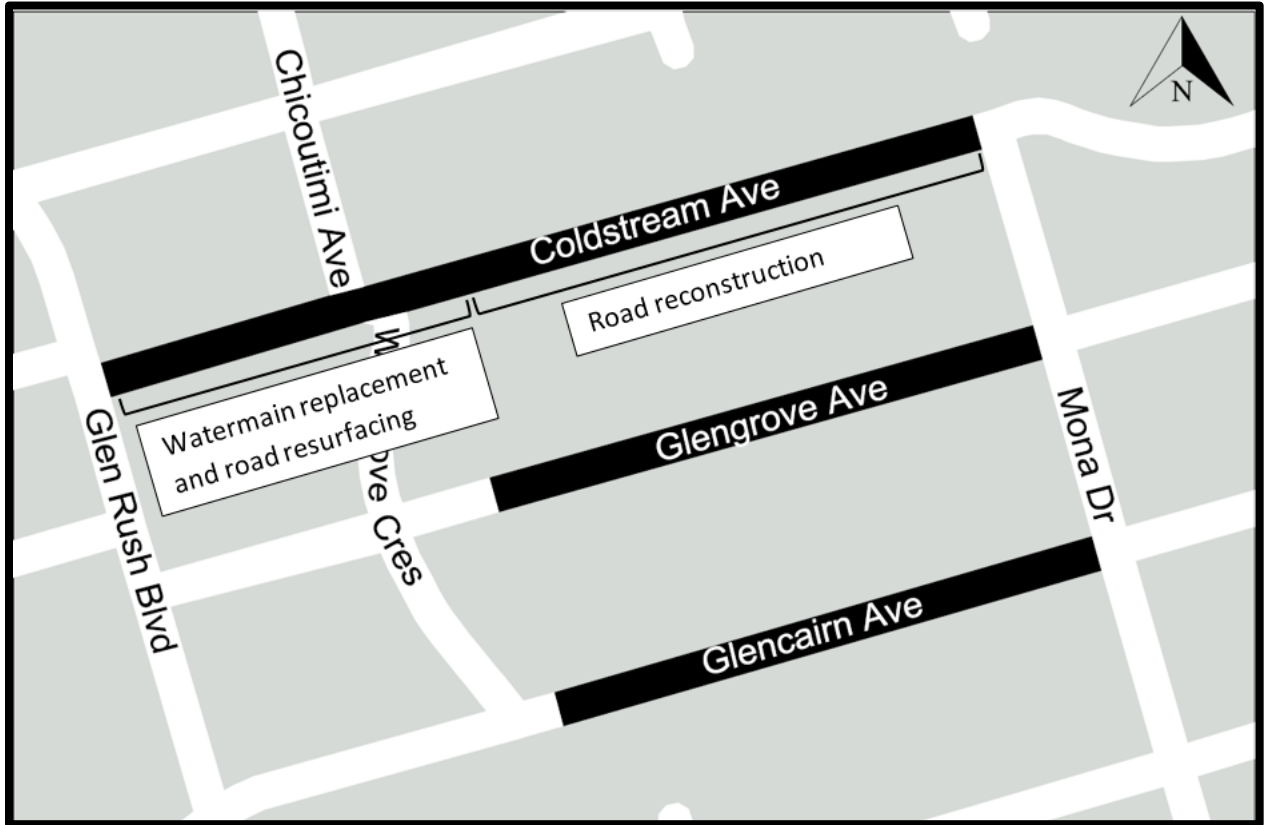 N
Chicoutimi Ave
Coldstream Ave
Road reconstruction
Watermain replacement
and road resurfacing
Glengrove Ave
Glen Rush Blvd
Cres
Mona Dr
Glencairn Ave